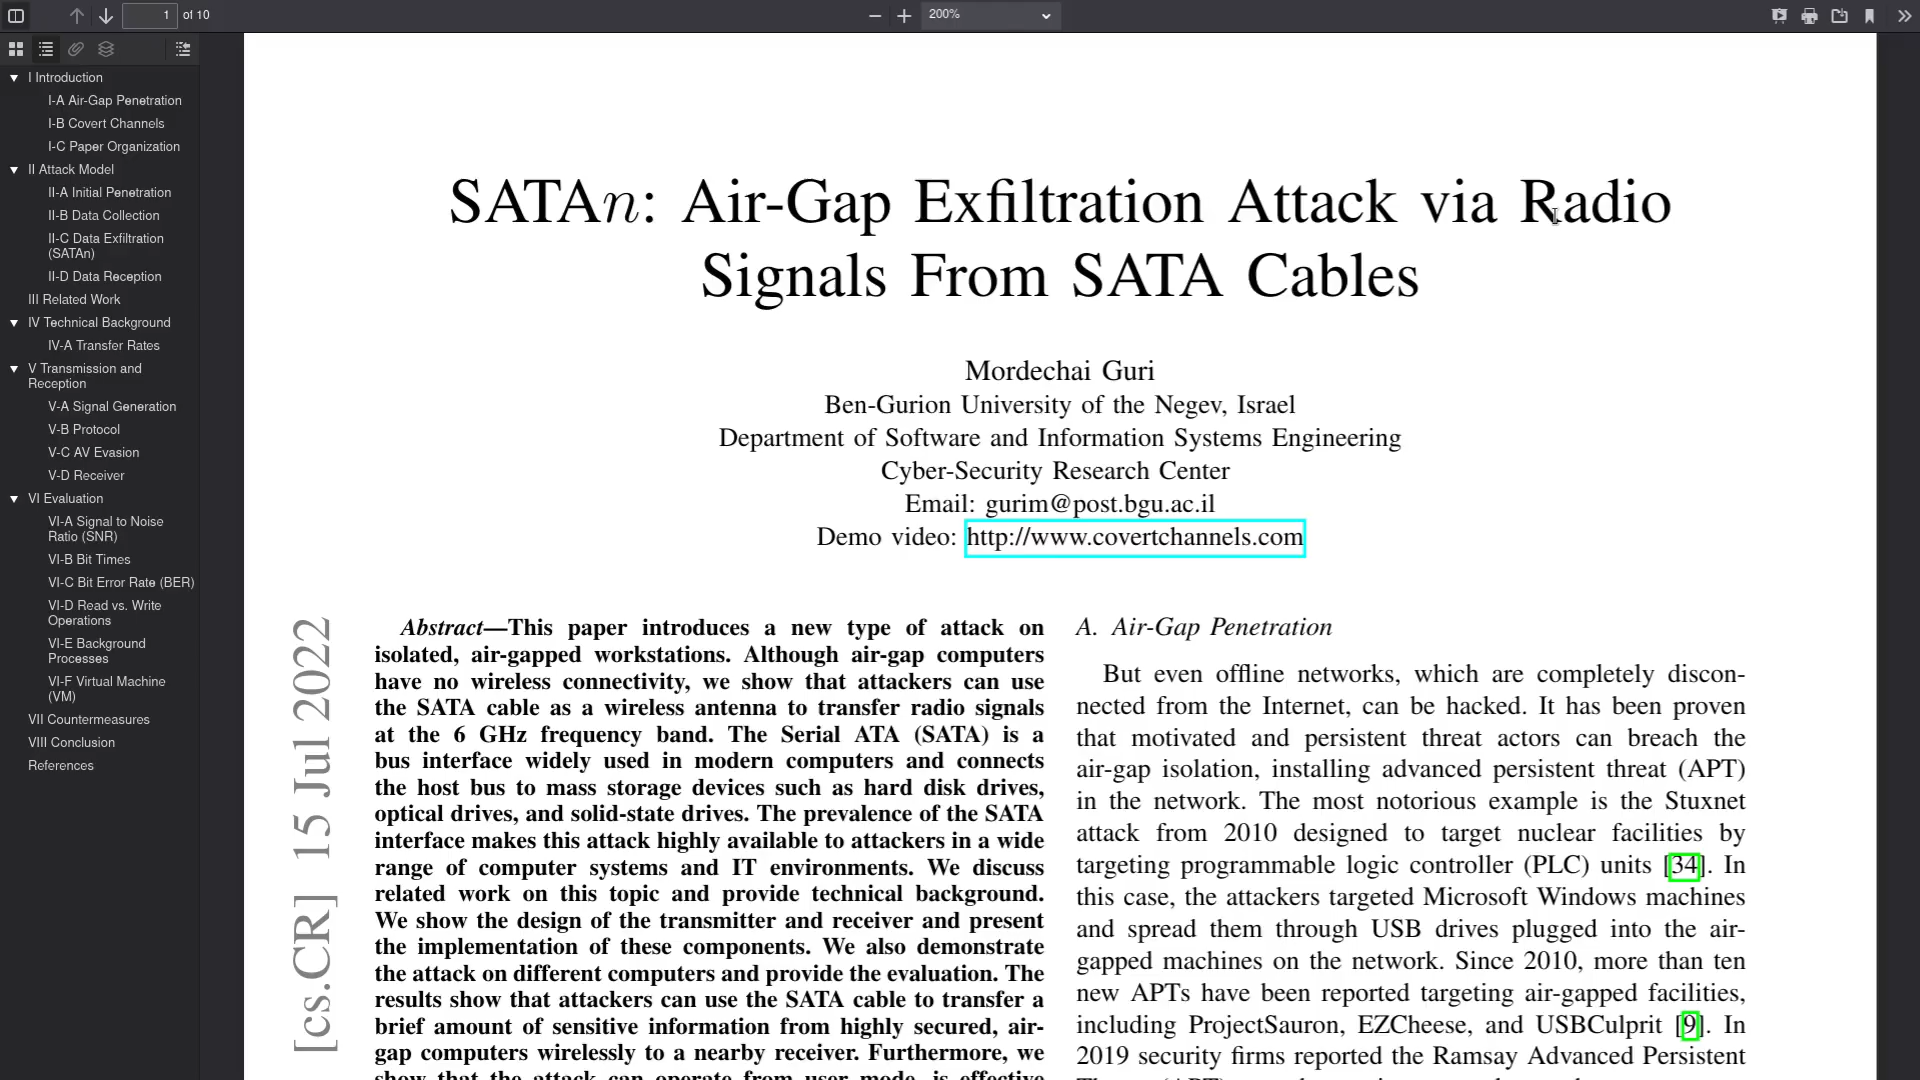 1 of 10
200%
I Introduction
I-A Air-Gap Penetration
I-B Covert Channels
I-C Paper Organization
II Attack Model
II-A Initial Penetration
II-B Data Collection
II-C Data Exfiltration
(SATAn)
II-D Data Reception
III Related Work
IV Technical Background
IV-A Transfer Rates
V Transmission and
Reception
V-A Signal Generation
V-B Protocol
V-C AV Evasion
V-D Receiver
VI Evaluation
VI-A Signal to Noise
Ratio (SNR)
VI-B Bit Times
VI-C Bit Error Rate (BER)
VI-D Read vs. Write
Operations
VI-E Background
Processes
VI-F Virtual Machine
(VM)
VII Countermeasures
VIII Conclusion
References
SATAn: Air-Gap Exfiltration Attack via Radio
Signals From SATA Cables
Mordechai Guri
Ben-Gurion University of the Negev, Israel
Department of Software and Information Systems Engineering
Cyber-Security Research Center
Email: gurim@post.bgu.ac.il
Demo video: http://www.covertchannels.com
[cs.CR] 15 Jul 2022
Abstract—This paper introduces a new type of attack on
isolated, air-gapped workstations. Although air-gap computers
have no wireless connectivity, we show that attackers can use
the SATA cable as a wireless antenna to transfer radio signals
at the 6 GHz frequency band. The Serial ATA (SATA) is a
bus interface widely used in modern computers and connects
the host bus to mass storage devices such as hard disk drives,
optical drives, and solid-state drives. The prevalence of the SATA
interface makes this attack highly available to attackers in a wide
range of computer systems and IT environments. We discuss
related work on this topic and provide technical background.
We show the design of the transmitter and receiver and present
the implementation of these components. We also demonstrate
the attack on different computers and provide the evaluation. The
results show that attackers can use the SATA cable to transfer a
brief amount of sensitive information from highly secured, air-
gap computers wirelessly to a nearby receiver. Furthermore, we
show that the attack can operate from user mode, is effective
A. Air-Gap Penetration
But even offline networks, which are completely discon-
nected from the Internet, can be hacked. It has been proven
that motivated and persistent threat actors can breach the
air-gap isolation, installing advanced persistent threat (APT)
in the network. The most notorious example is the Stuxnet
attack from 2010 designed to target nuclear facilities by
targeting programmable logic controller (PLC) units [34]. In
this case, the attackers targeted Microsoft Windows machines
and spread them through USB drives plugged into the air-
gapped machines on the network. Since 2010, more than ten
new APTs have been reported targeting air-gapped facilities,
including ProjectSauron, EZCheese, and USBCulprit [9]. In
2019 security firms reported the Ramsay Advanced Persistent